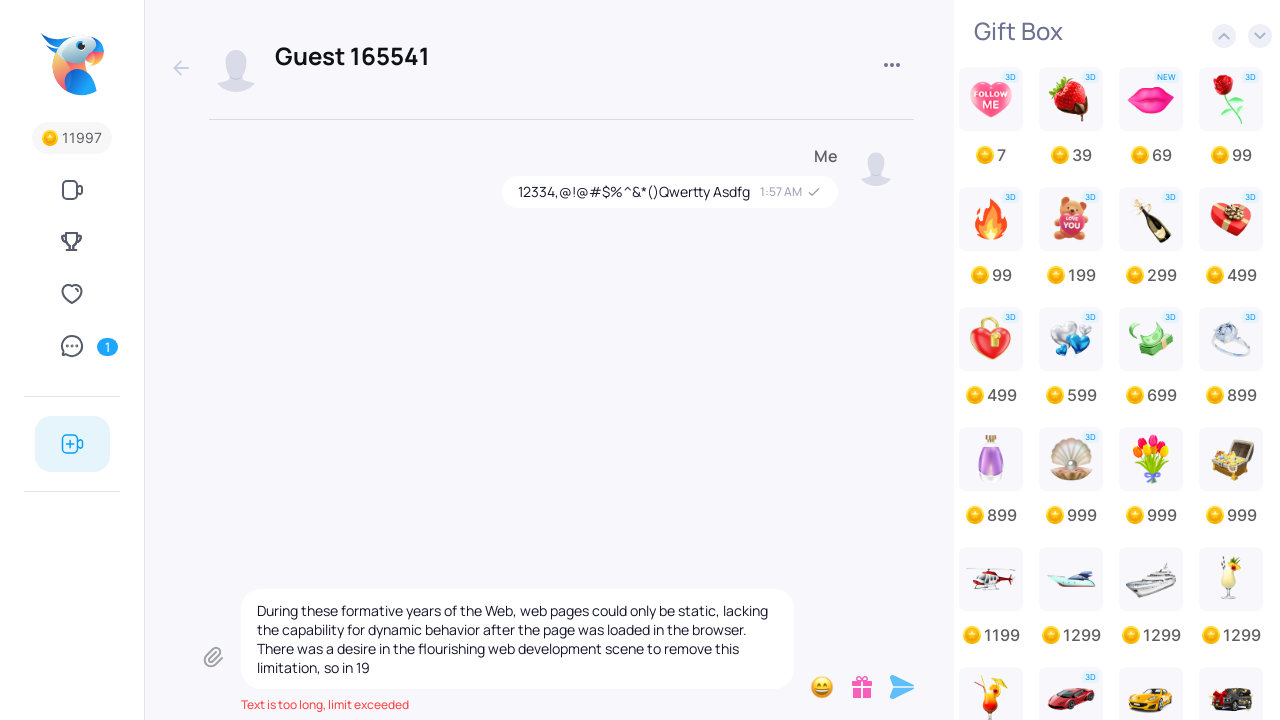 11997
1
Guest 165541
Me
12334,@!@#$%^&*()Qwertty Asdfg 1:57 AM
During these formative years of the Web, web pages could only be static, lacking
the capability for dynamic behavior after the page was loaded in the browser.
There was a desire in the flourishing web development scene to remove this
limitation, so in 19
Text is too long, limit exceeded
Gift Box
3D 3D NEW 3D
FOLLOW
ME
7 39 69 99
3D 3D 3D 3D
LOVE
YOU
99 199 299 499
3D 3D 3D 3D
499 599 699 899
3D
899 999 999 999
1199 1299 1299 1299
3D